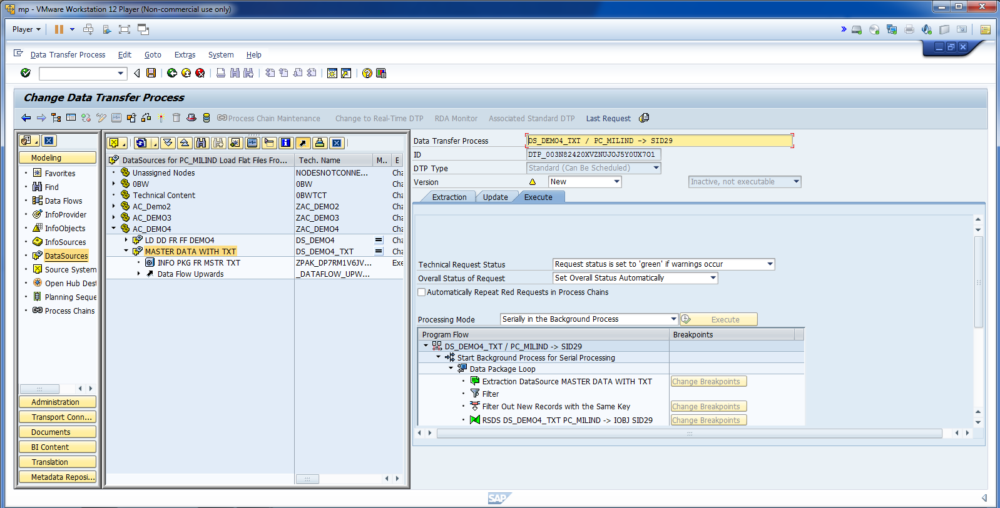 mp - VMware Workstation 12 Player (Non-commercial use only)
Player
Data Transfer Process Edit Goto Extras System Help
Change Data Transfer Process
Process Chain Maintenance Change to Real-Time DTP RDA Monitor Associated Standard DTP Last Request
Modeling
Favorites
Find
Data Flows
InfoProvider
InfoObjects
InfoSources
DataSources
Source System
Open Hub Dest
Planning Seque
Process Chains
Administration
Transport Conn...
Documents
BI Content
Translation
Metadata Reposi...
DataSources for PC_MILIND Load Flat Files Fro... Tech. Name M.. E
Unassigned Nodes NODESNOTCONNE... Cha
0BW 0BW Cha
Technical Content 0BWTCT Cha
AC_Demo2 ZAC_DEMO2 Cha
AC_DEMO3 ZAC_DEMO3 Cha
AC_DEMO4 ZAC_DEMO4 Cha
LD DD FR FF DEMO4 DS_DEMO4 Cha
MASTER DATA WITH TXT DS_DEMO4_TXT Cha
INFO PKG FR MSTR TXT ZPAK_DP7RM1V6JV... Exe
Data Flow Upwards _DATAFLOW_UPW...
Data Transfer Process DS_DEMO4_TXT / PC_MILIND -> SID29
ID DTP_003N82420XVZNUJOJ5Y0UX7O1
DTP Type Standard (Can Be Scheduled)
Version New Inactive, not executable
Extraction Update Execute
Technical Request Status Request status is set to 'green' if warnings occur
Overall Status of Request Set Overall Status Automatically
Automatically Repeat Red Requests in Process Chains
Processing Mode Serially in the Background Process Execute
Program Flow Breakpoints
DS_DEMO4_TXT / PC_MILIND -> SID29
Start Background Process for Serial Processing
Data Package Loop
Extraction DataSource MASTER DATA WITH TXT Change Breakpoints
Filter
Filter Out New Records with the Same Key Change Breakpoints
RSDS DS_DEMO4_TXT PC_MILIND -> IOBJ SID29 Change Breakpoints
SAP